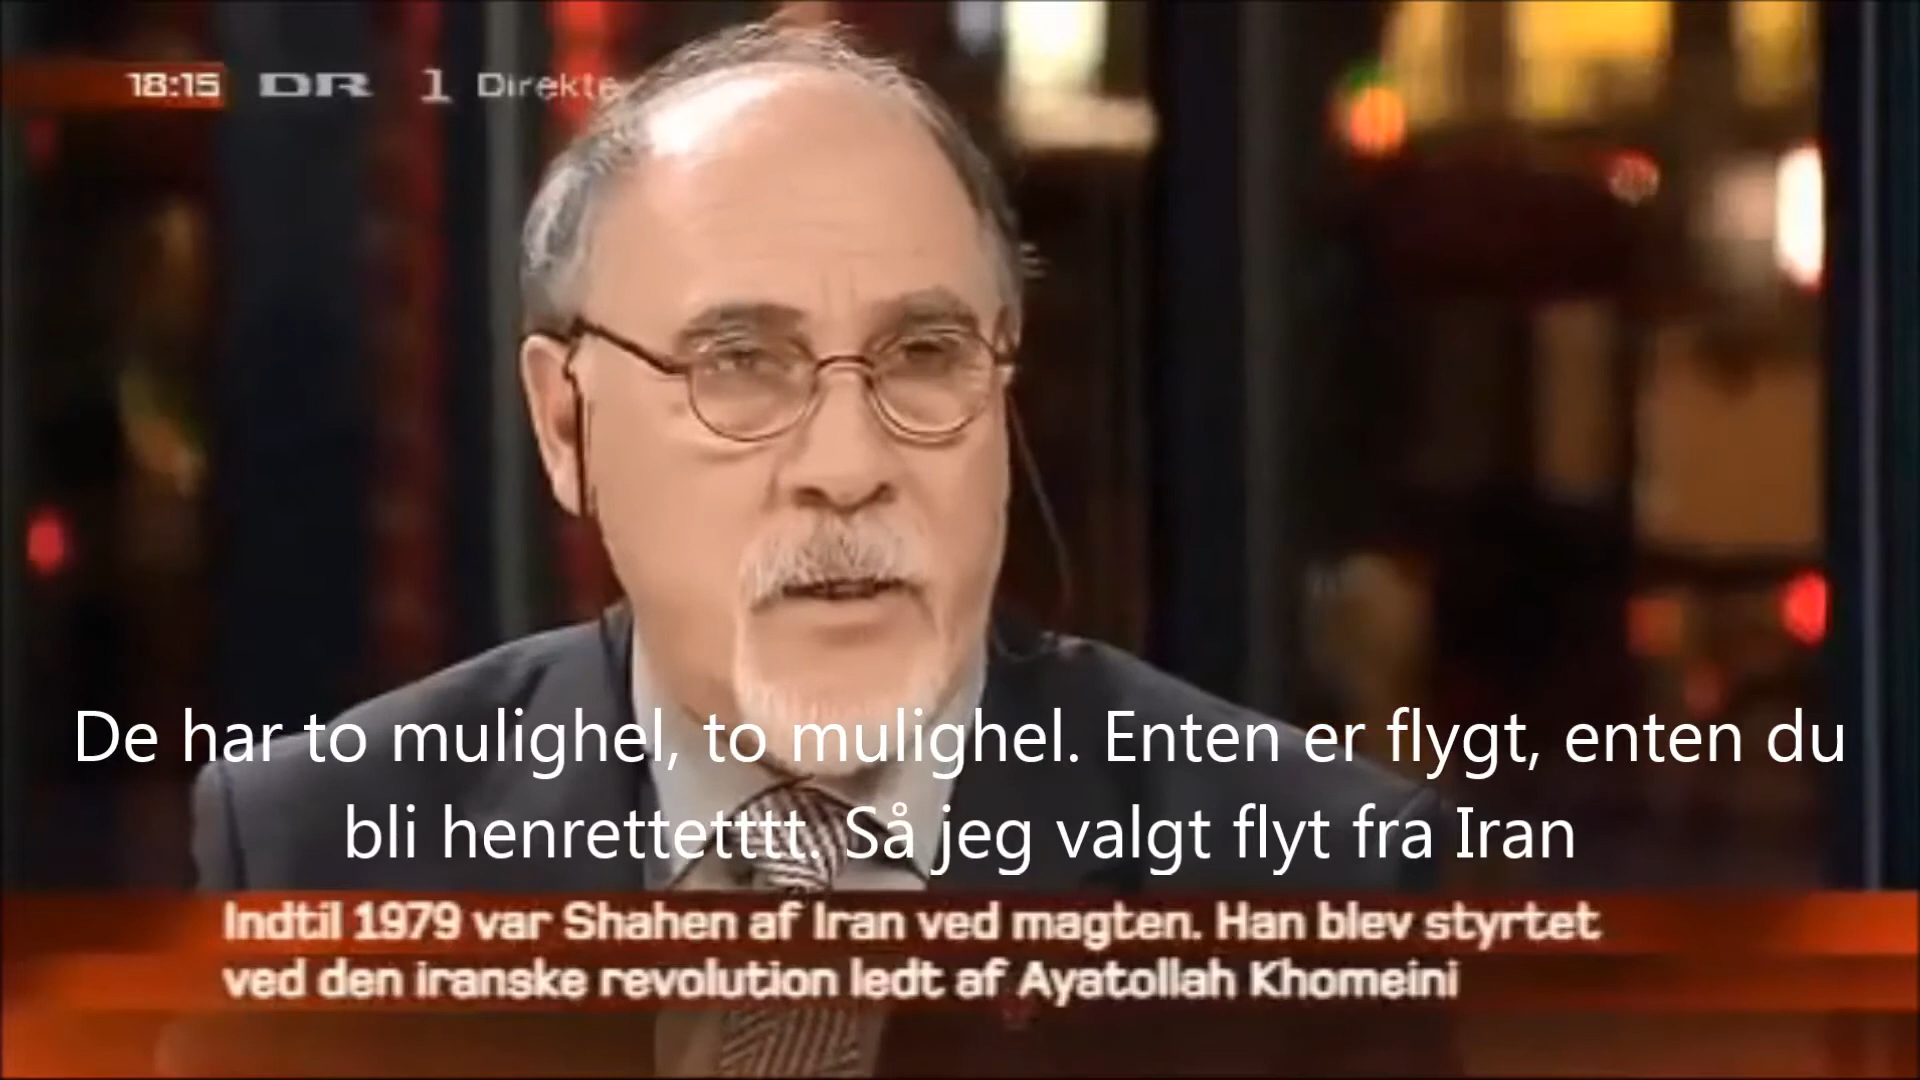 18:15 DR 1 Direkte
De har to mulighel, to mulighel. Enten er flygt, enten du
bli henrettetttt. Så jeg valgt flyt fra Iran
Indtil 1979 var Shahen af Iran ved magten. Han blev styrtet
ved den iranske revolution ledt af Ayatollah Khomeini